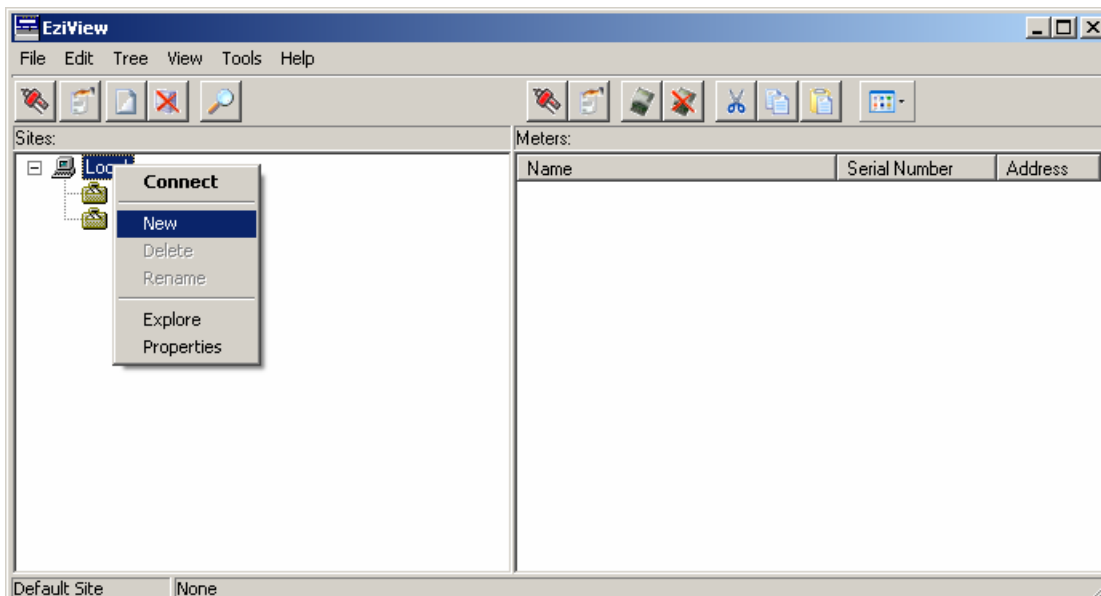 EziView
File Edit Tree View Tools Help
Sites:
Meters:
Name Serial Number Address
Connect
New
Delete
Rename
Explore
Properties
Default Site None